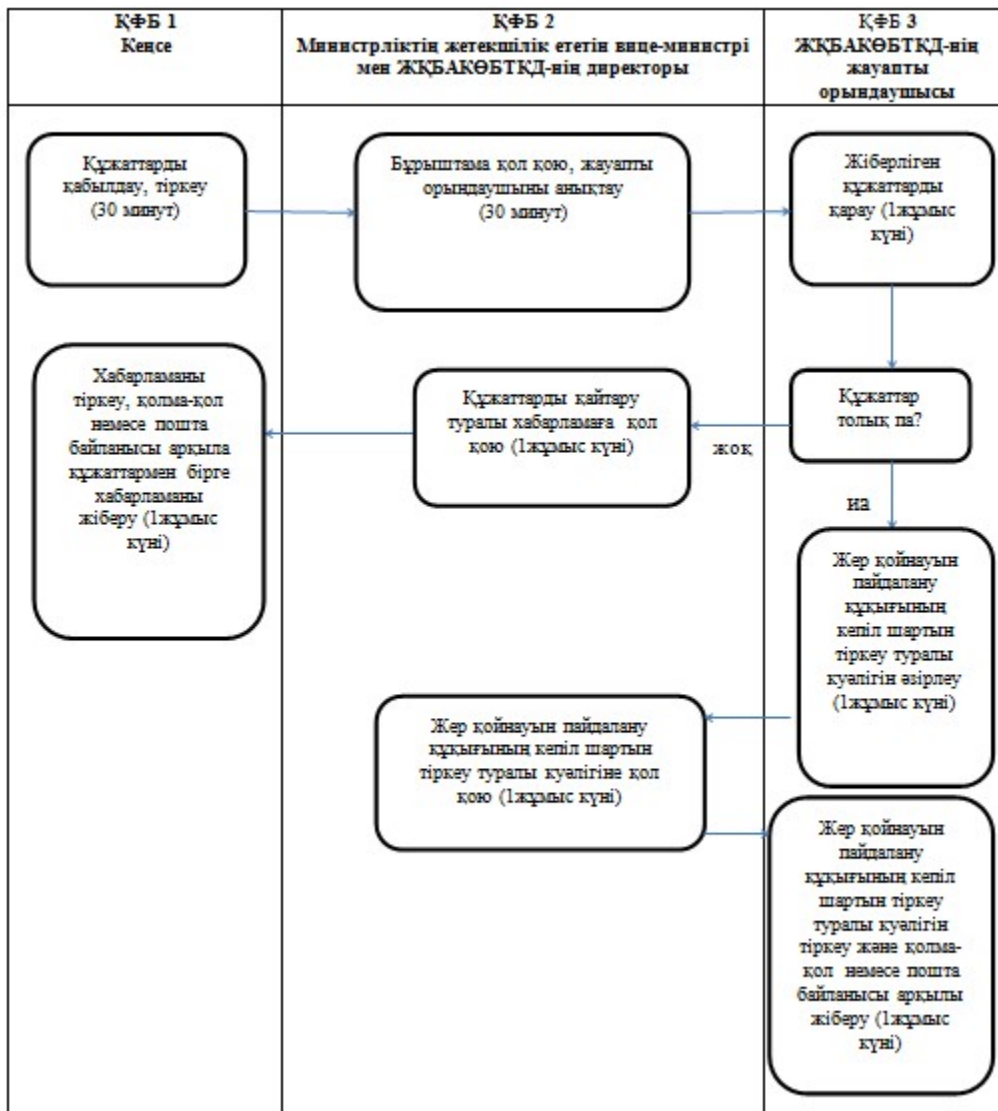 ҚФБ 1
Кеңсе
ҚФБ 2
Министрліктің жетекшілік ететін вице-министрі
мен ЖҚБАКӨБТКД-нің директоры
ҚФБ 3
ЖҚБАКӨБТКД-нің
жауапты
орындаушысы
Құжаттарды
қабылдау, тіркеу
(30 минут)
Бұрыштама қол қою, жауапты
орындаушыны анықтау
(30 минут)
Жіберліген
құжаттарды
қарау (1жұмыс
күні)
Хабарламаны
тіркеу, қолма-қол
немесе пошта
байланысы арқыла
құжаттармен бірге
хабарламаны
жіберу (1жұмыс
күні)
Құжаттарды қайтару
туралы хабарламаға қол
қою (1жұмыс күні)
жоқ
Құжаттар
толық па?
иа
Жер қойнауын
пайдалану
құқығының
кепіл шартын
тіркеу туралы
куәлігін әзірлеу
(1жұмыс күні)
Жер қойнауын пайдалану
құқығының кепіл шартын
тіркеу туралы куәлігіне қол
қою (1жұмыс күні)
Жер қойнауын
пайдалану
құқығының кепіл
шартын тіркеу
туралы куәлігін
тіркеу және қолма-
қол немесе пошта
байланысы арқылы
жіберу (1жұмыс
күні)